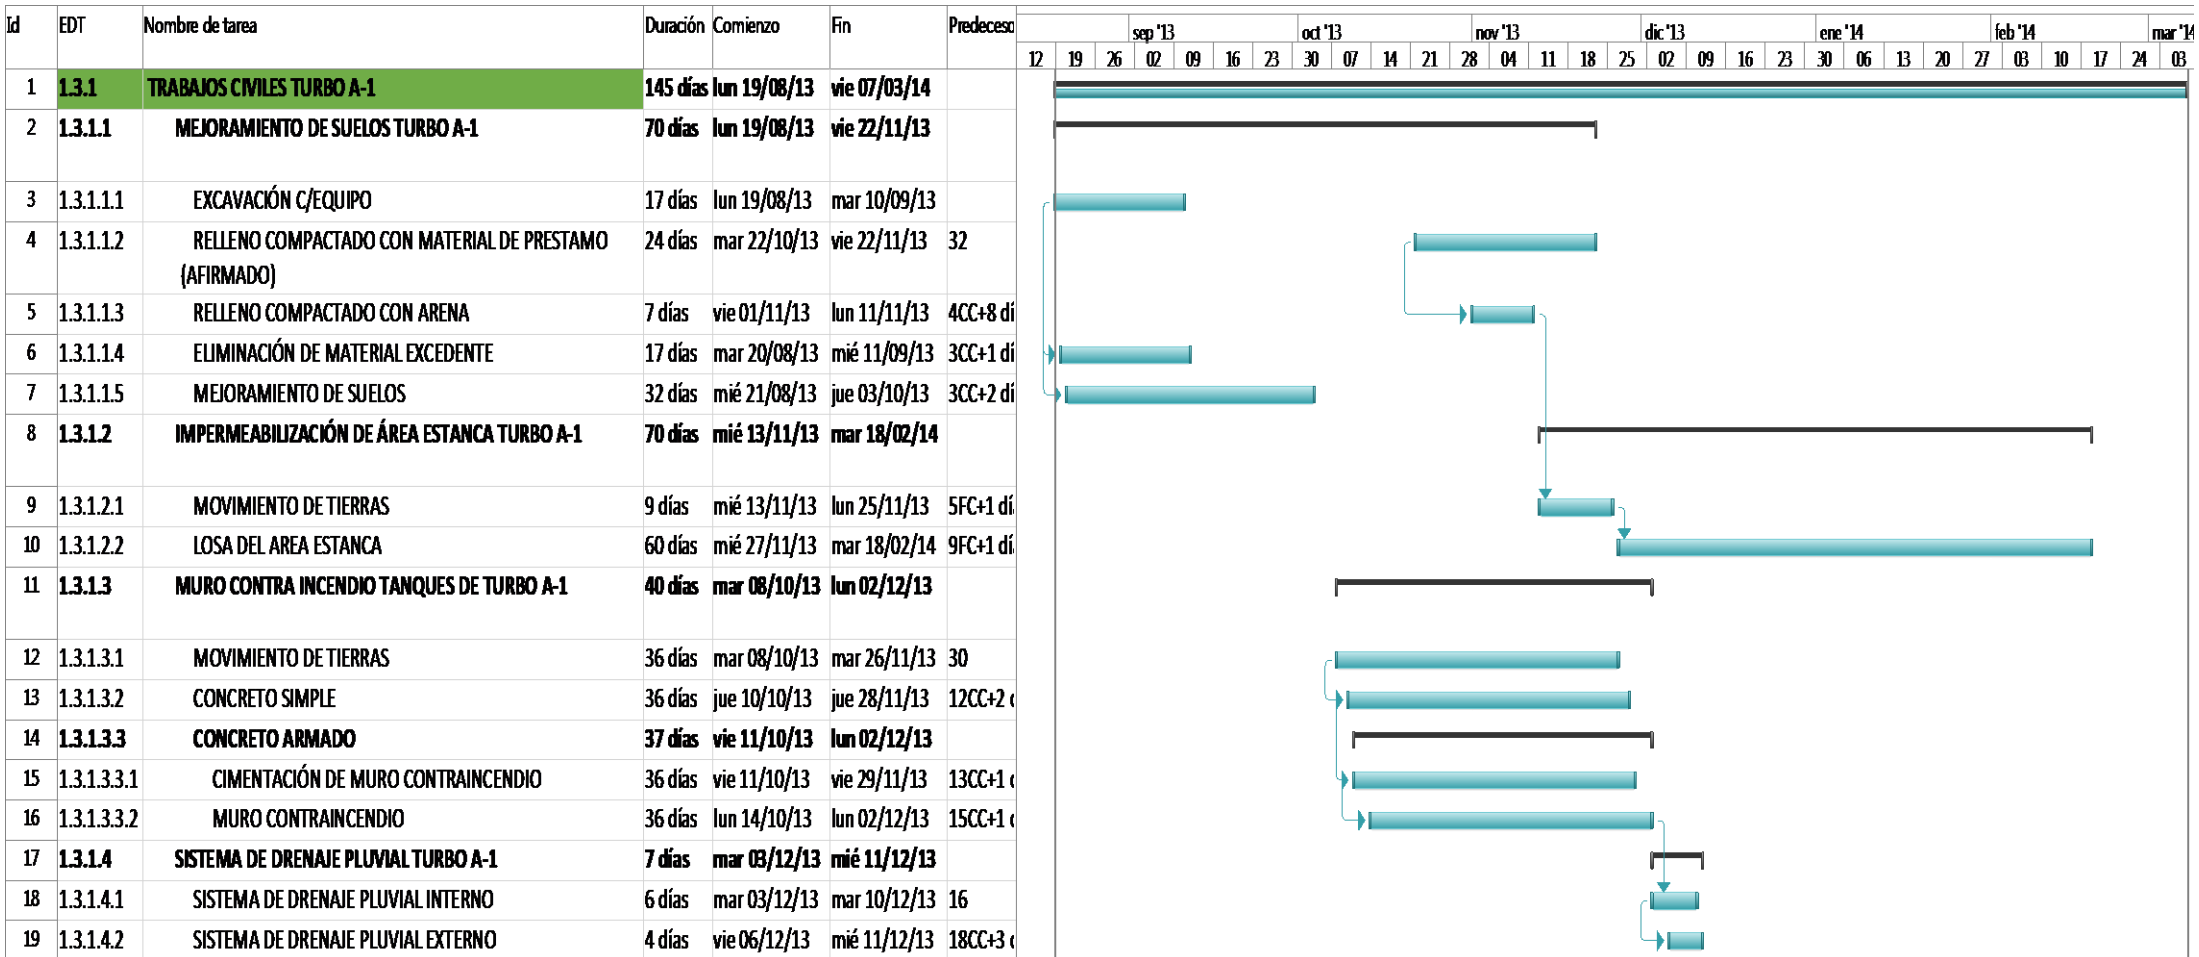 Id EDT Nombre de tarea Duración Comienzo Fin Predeceso
sep '13 oct '13 nov '13 dic '13 ene '14 feb '14 mar '14
12 19 26 02 09 16 23 30 07 14 21 28 04 11 18 25 02 09 16 23 30 06 13 20 27 03 10 17 24 03
1 1.3.1 TRABAJOS CIVILES TURBO A-1 145 días lun 19/08/13 vie 07/03/14
2 1.3.1.1 MEJORAMIENTO DE SUELOS TURBO A-1 70 días lun 19/08/13 vie 22/11/13
3 1.3.1.1.1 EXCAVACIÓN C/EQUIPO 17 días lun 19/08/13 mar 10/09/13
4 1.3.1.1.2 RELLENO COMPACTADO CON MATERIAL DE PRESTAMO 24 días mar 22/10/13 vie 22/11/13 32
(AFIRMADO)
5 1.3.1.1.3 RELLENO COMPACTADO CON ARENA 7 días vie 01/11/13 lun 11/11/13 4CC+8 dí
6 1.3.1.1.4 ELIMINACIÓN DE MATERIAL EXCEDENTE 17 días mar 20/08/13 mié 11/09/13 3CC+1 dí
7 1.3.1.1.5 MEJORAMIENTO DE SUELOS 32 días mié 21/08/13 jue 03/10/13 3CC+2 dí
8 1.3.1.2 IMPERMEABILIZACIÓN DE ÁREA ESTANCA TURBO A-1 70 días mié 13/11/13 mar 18/02/14
9 1.3.1.2.1 MOVIMIENTO DE TIERRAS 9 días mié 13/11/13 lun 25/11/13 5FC+1 dí
10 1.3.1.2.2 LOSA DEL AREA ESTANCA 60 días mié 27/11/13 mar 18/02/14 9FC+1 dí
11 1.3.1.3 MURO CONTRA INCENDIO TANQUES DE TURBO A-1 40 días mar 08/10/13 lun 02/12/13
12 1.3.1.3.1 MOVIMIENTO DE TIERRAS 36 días mar 08/10/13 mar 26/11/13 30
13 1.3.1.3.2 CONCRETO SIMPLE 36 días jue 10/10/13 jue 28/11/13 12CC+2
14 1.3.1.3.3 CONCRETO ARMADO 37 días vie 11/10/13 lun 02/12/13
15 1.3.1.3.3.1 CIMENTACIÓN DE MURO CONTRAINCENDIO 36 días vie 11/10/13 vie 29/11/13 13CC+1
16 1.3.1.3.3.2 MURO CONTRAINCENDIO 36 días lun 14/10/13 lun 02/12/13 15CC+1
17 1.3.1.4 SISTEMA DE DRENAJE PLUVIAL TURBO A-1 7 días mar 03/12/13 mié 11/12/13
18 1.3.1.4.1 SISTEMA DE DRENAJE PLUVIAL INTERNO 6 días mar 03/12/13 mar 10/12/13 16
19 1.3.1.4.2 SISTEMA DE DRENAJE PLUVIAL EXTERNO 4 días vie 06/12/13 mié 11/12/13 18CC+3